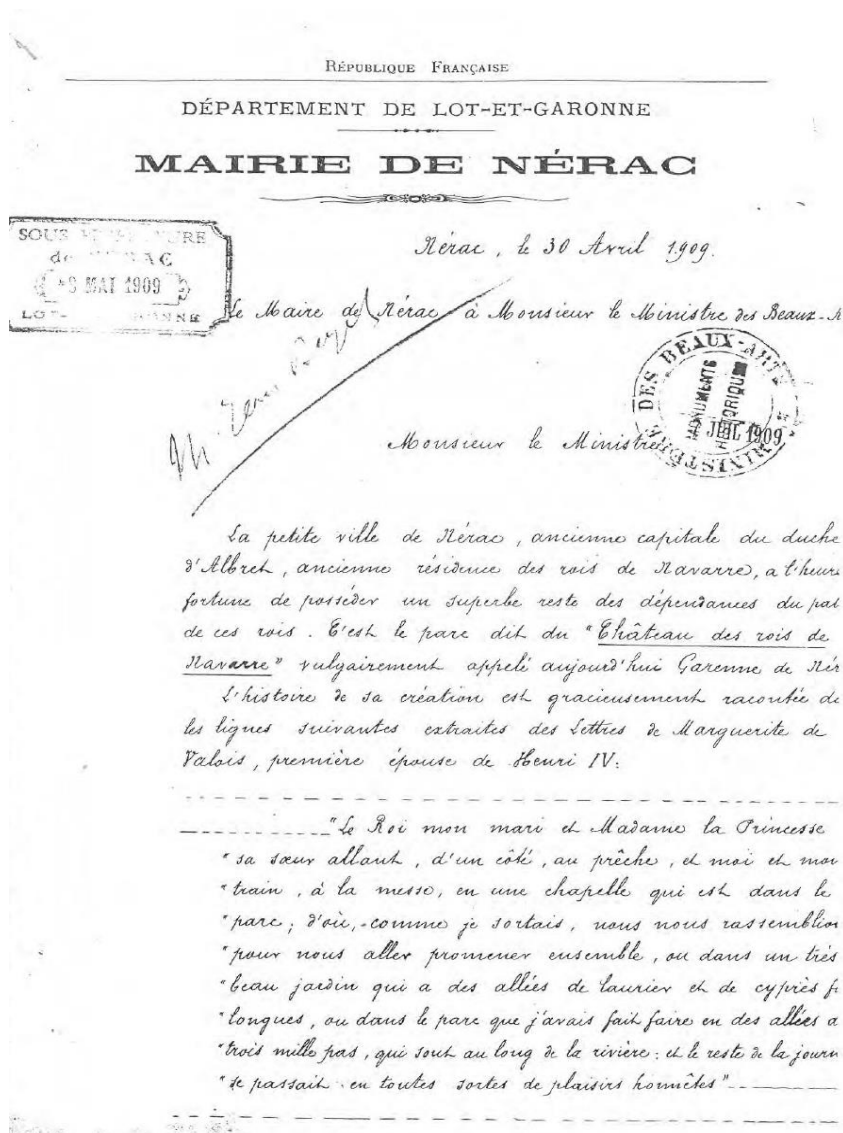 RÉPUBLIQUE FRANÇAISE
DÉPARTEMENT DE LOT-ET-GARONNE
MAIRIE DE NÉRAC
SOUS
de
MAI 1909
LOT-
Nérac, le 30 Avril 1909.
Le Maire de Nérac à Monsieur le Ministre des Beaux-A
MINISTÈRE DES BEAUX-ARTS
MONUMENTS
HISTORIQUES
JUIL 1909
Monsieur le Ministre
La petite ville de Nérac, ancienne capitale du duché
d'Albret, ancienne résidence des rois de Navarre, a l'heure
fortune de posséder un superbe reste des dépendances du pal
de ces rois. C'est le parc dit du "Château des rois de
Navarre" vulgairement appelé aujourd'hui Garenne de Nér
L'histoire de sa création est gracieusement racontée da
les lignes suivantes extraites des Lettres de Marguerite de
Valois, première épouse de Henri IV:
"Le Roi mon mari et Madame la Princesse
"sa sœur allant, d'un côté, au prêche, et moi et mon
"train, à la messe, en une chapelle qui est dans le
"parc; d'où, comme je sortais, nous nous rassemblion
"pour nous aller promener ensemble, ou dans un très
"beau jardin qui a des allées de laurier et de cyprès f
"longues, ou dans le parc que j'avais fait faire en des allées d
"trois mille pas, qui sont au long de la rivière: et le reste de la journ
"se passait en toutes sortes de plaisirs honnêtes"